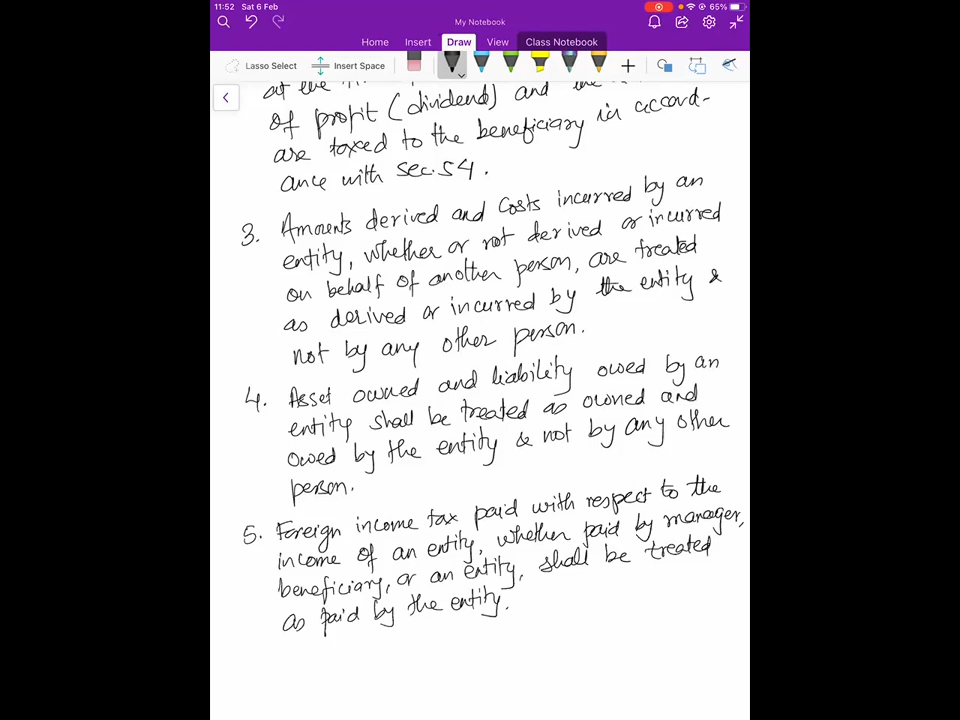 11:52 Sat 6 Feb
65%
My Notebook
Home Insert Draw View Class Notebook
Lasso Select Insert Space
at the
of profit (dividend) and the
are taxed to the beneficiary in accord-
ance with sec.54.
3. Amounts derived and costs incurred by an
entity, whether or not derived or incurred
on behalf of another person, are treated
as derived or incurred by the entity &
not by any other person.
4. Asset owned and liability owed by an
entity shall be treated as owned and
owed by the entity & not by any other
person.
5. Foreign income tax paid with respect to the
income of an entity, whether paid by manager,
beneficiary, or an entity, shall be treated
as paid by the entity.